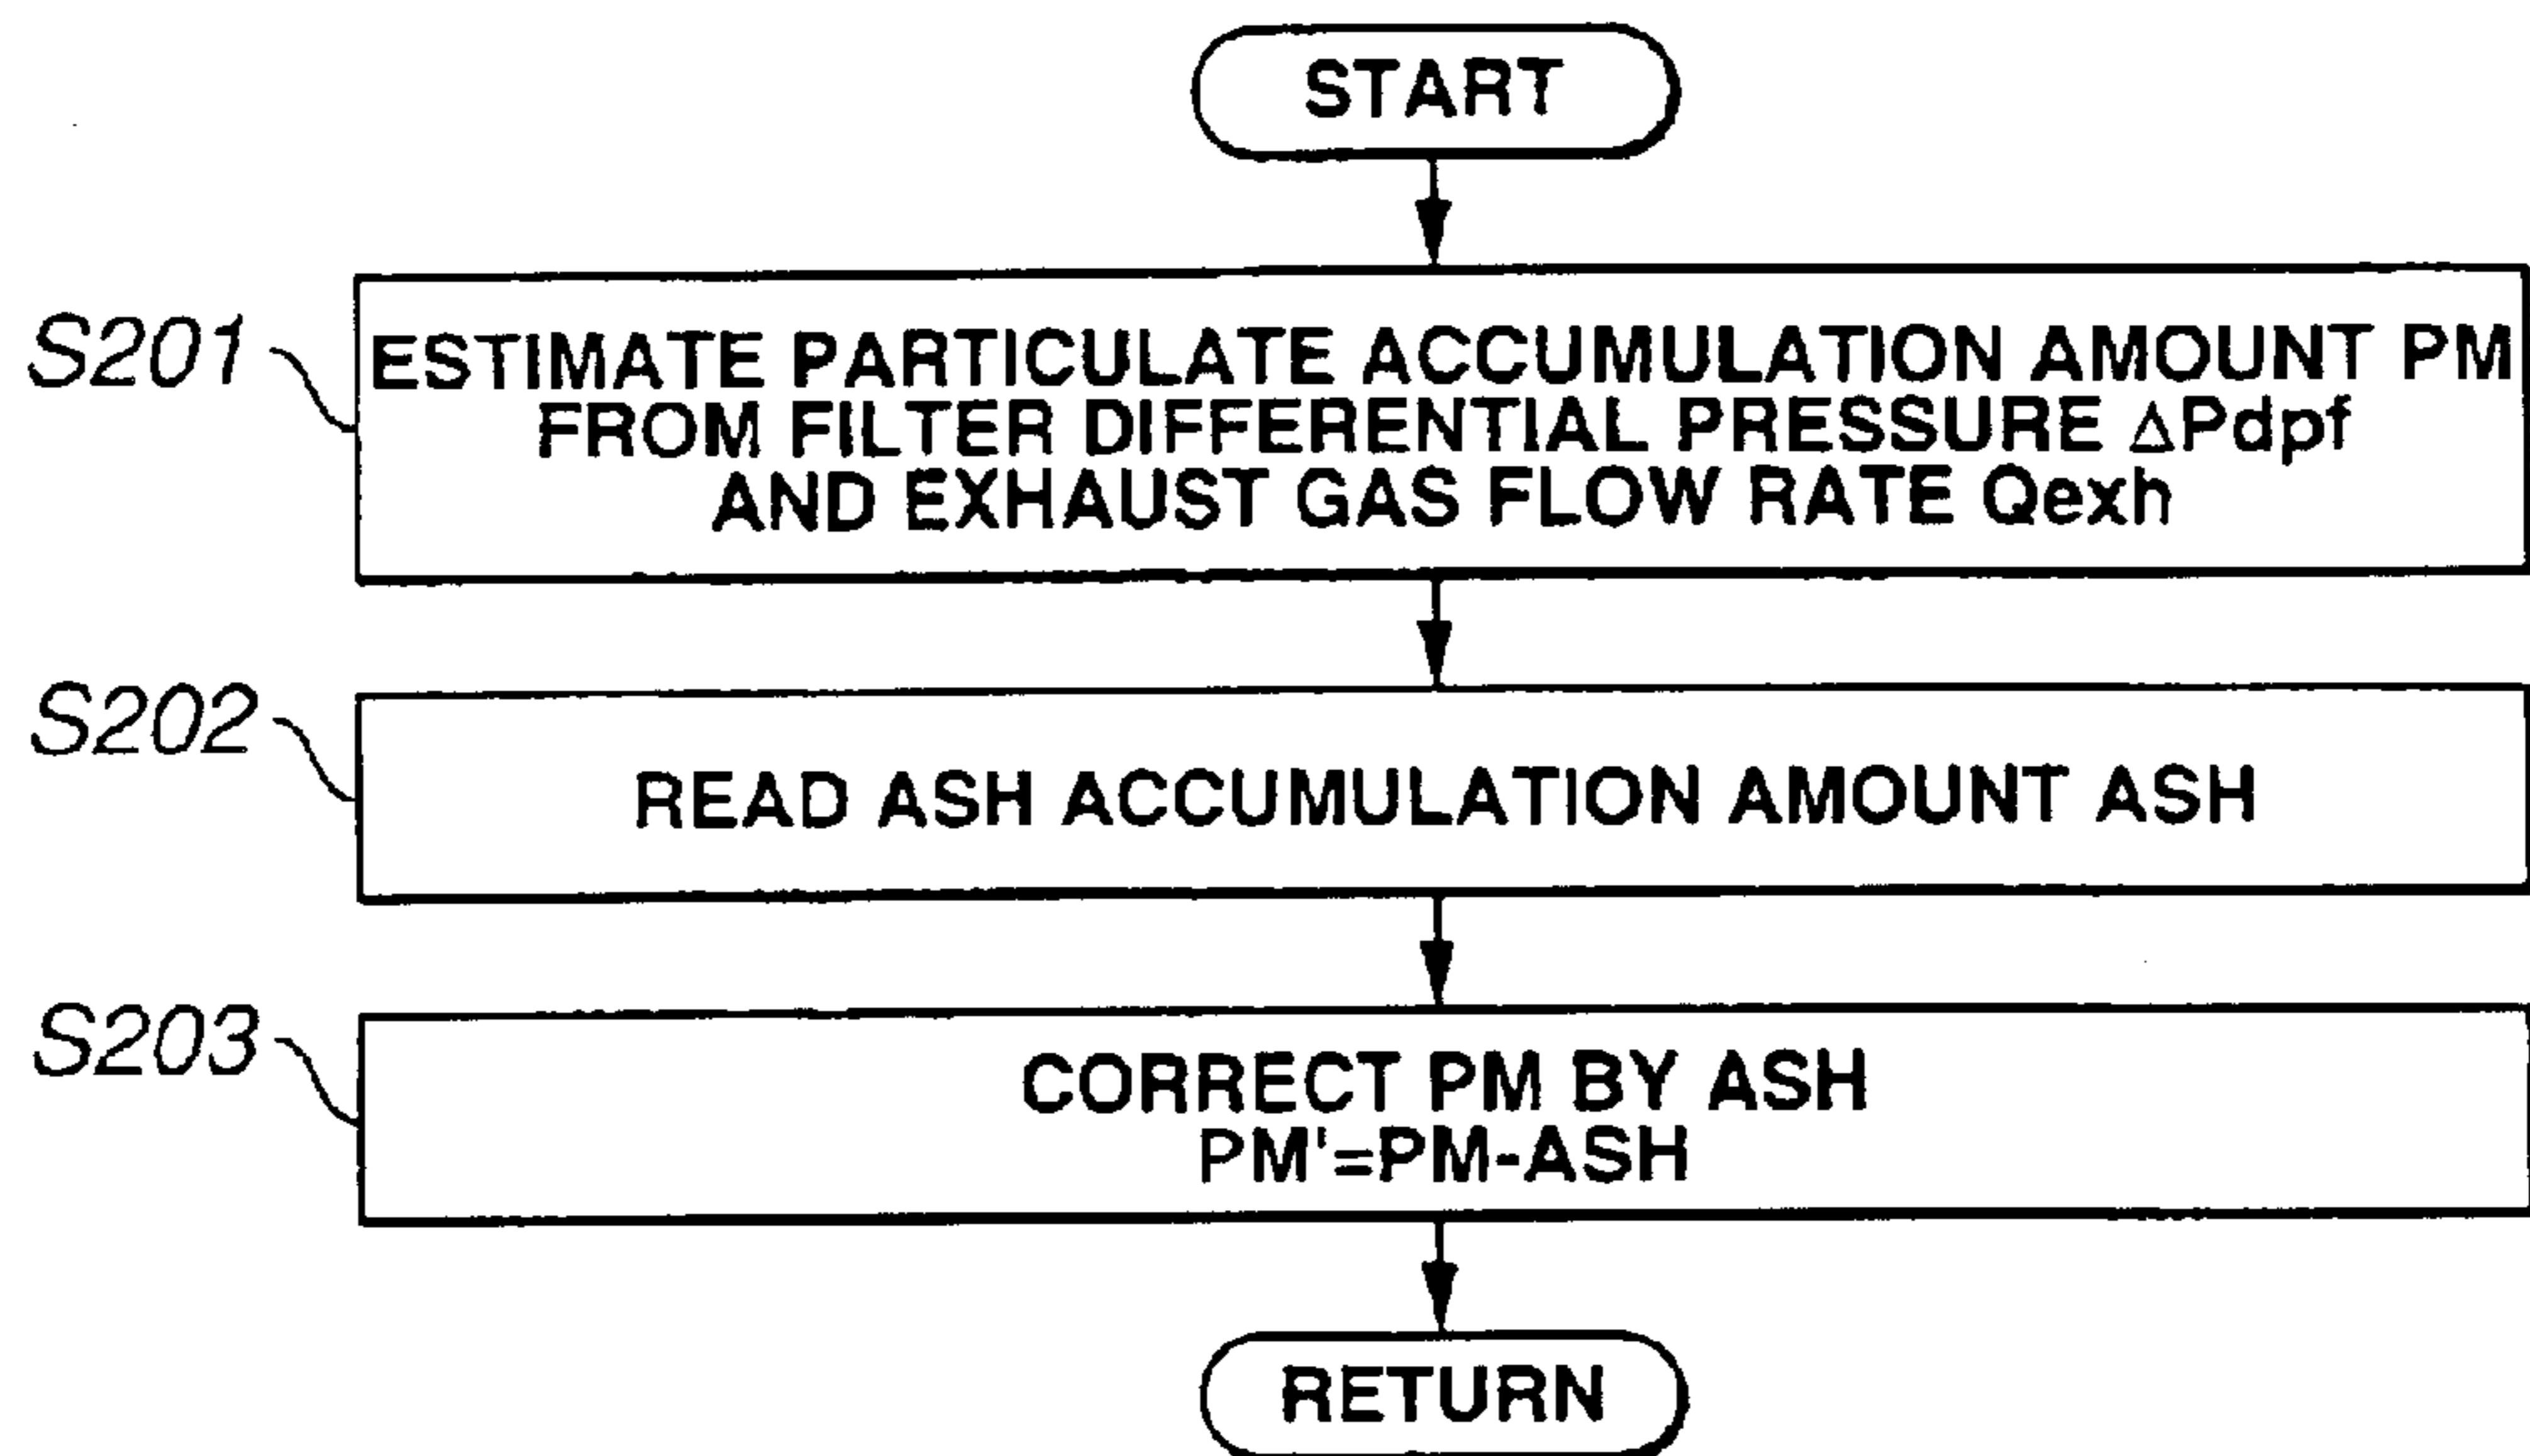 START
S201
ESTIMATE PARTICULATE ACCUMULATION AMOUNT PM
FROM FILTER DIFFERENTIAL PRESSURE ΔPdpf
AND EXHAUST GAS FLOW RATE Qexh
S202
READ ASH ACCUMULATION AMOUNT ASH
S203
CORRECT PM BY ASH
PM'=PM-ASH
RETURN